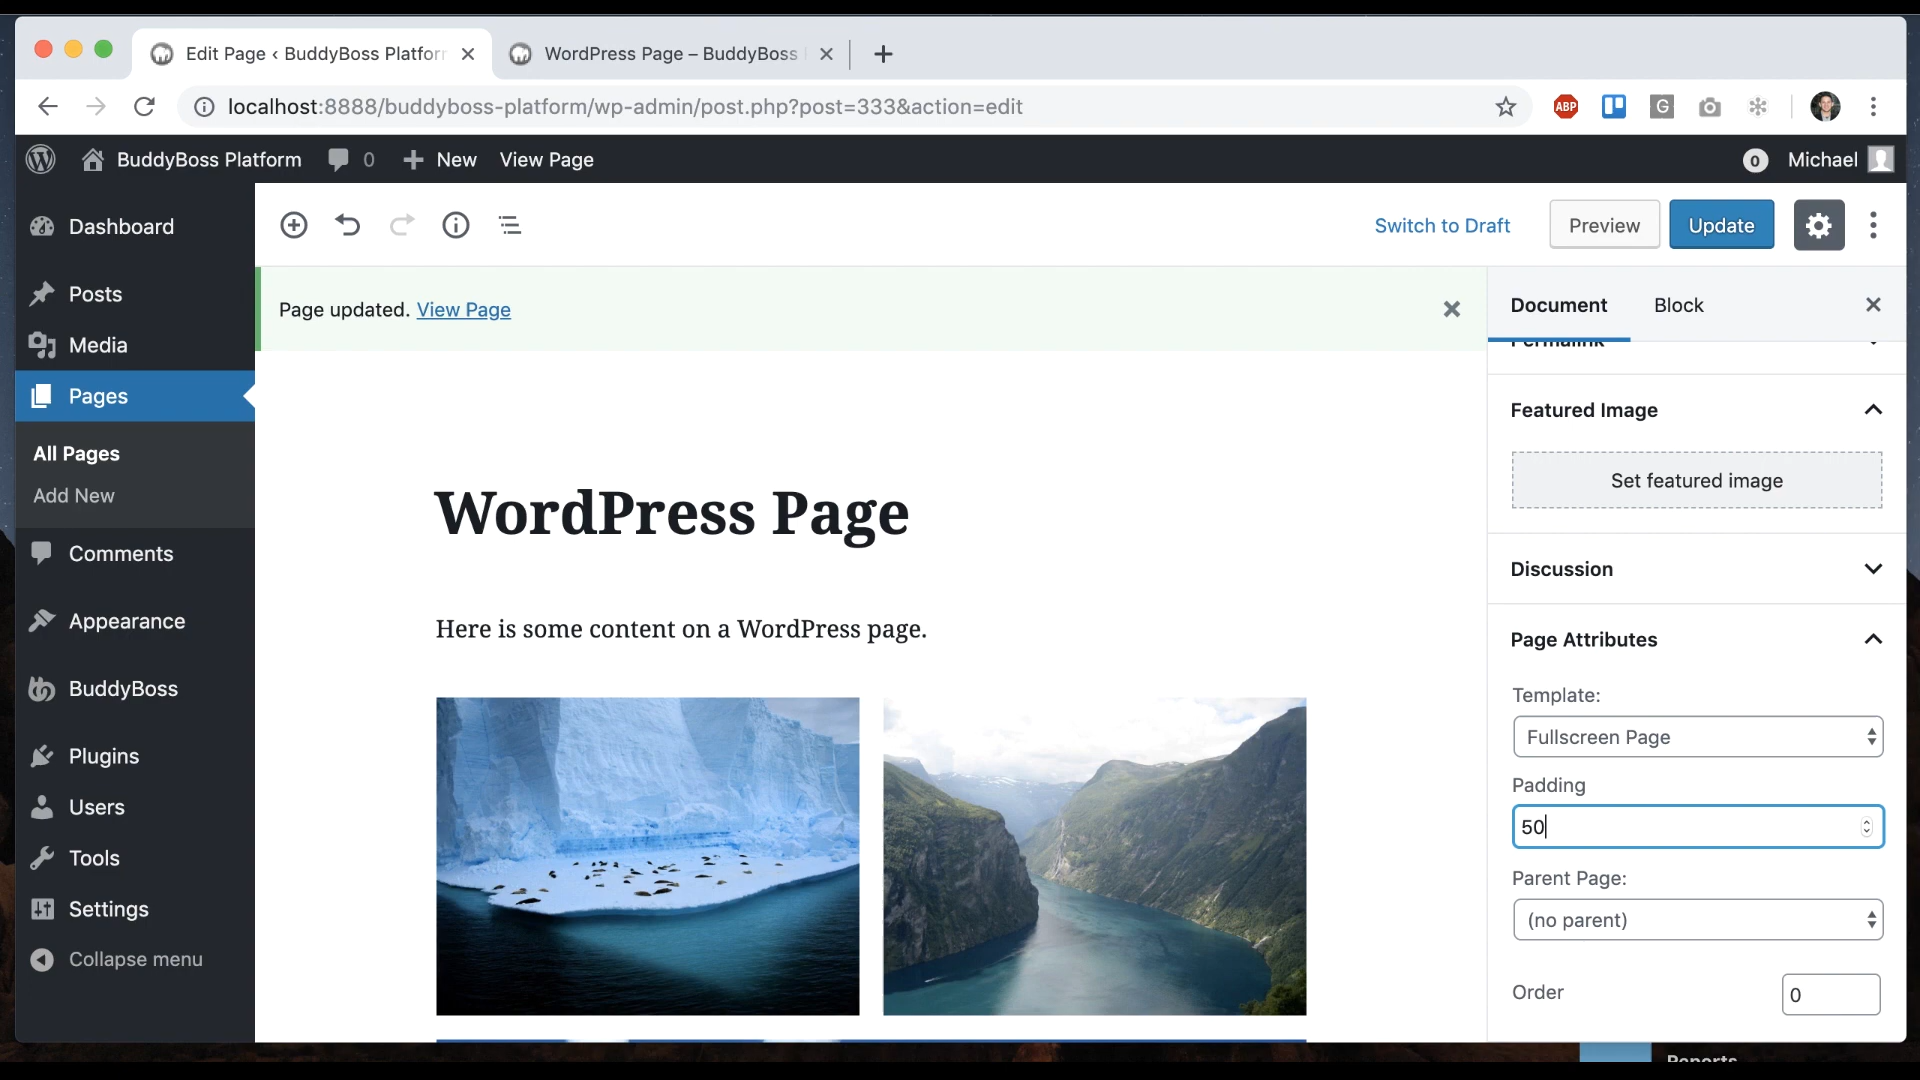 Edit Page ‹ BuddyBoss Platforr
WordPress Page – BuddyBoss
localhost:8888/buddyboss-platform/wp-admin/post.php?post=333&action=edit
ABP
G
BuddyBoss Platform
0
New
View Page
0
Michael
Dashboard
Posts
Media
Pages
All Pages
Add New
Comments
Appearance
BuddyBoss
Plugins
Users
Tools
Settings
Collapse menu
Switch to Draft
Preview
Update
Page updated. View Page
WordPress Page
Here is some content on a WordPress page.
Document
Block
Permalink
Featured Image
Set featured image
Discussion
Page Attributes
Template:
Fullscreen Page
Padding
50
Parent Page:
(no parent)
Order
0
Reports